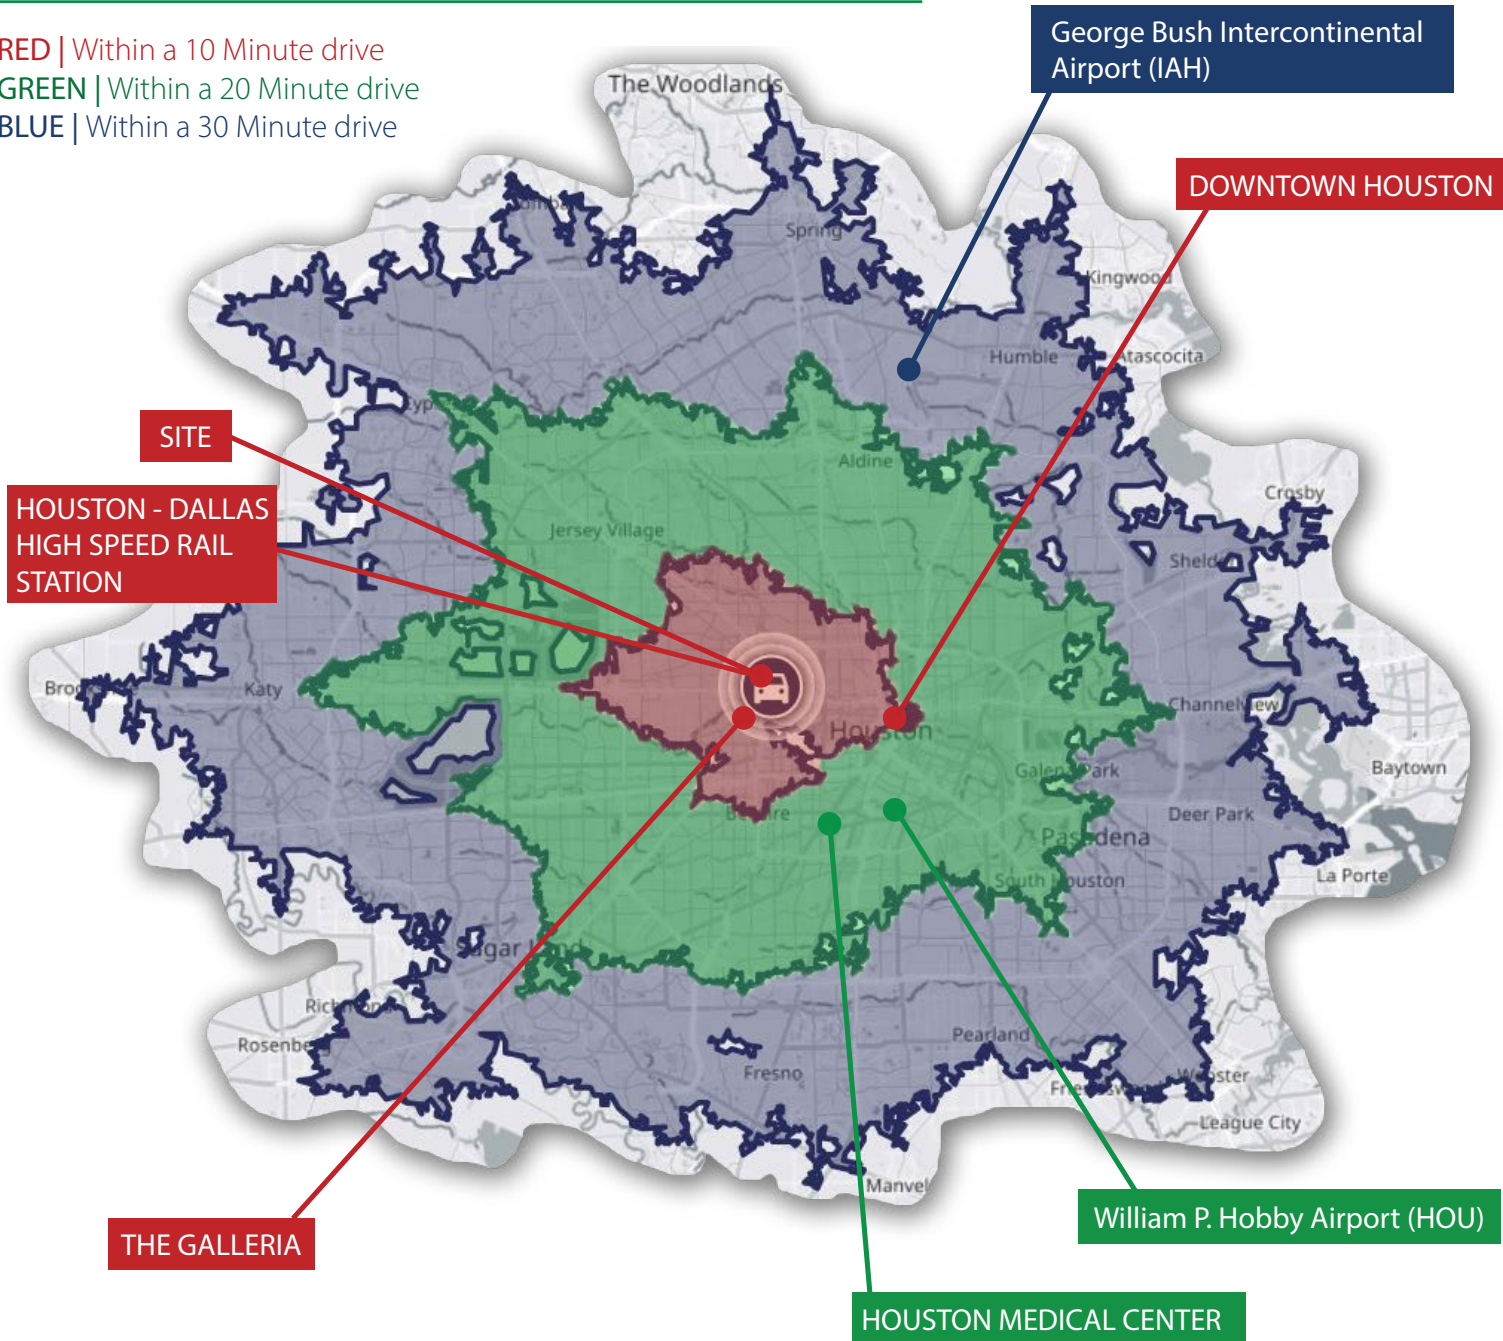 RED | Within a 10 Minute drive
GREEN | Within a 20 Minute drive
BLUE | Within a 30 Minute drive
George Bush Intercontinental
Airport (IAH)
The Woodlands
DOWNTOWN HOUSTON
Spring
Kingwood
Humble
Atascocita
SITE
Aldine
HOUSTON - DALLAS
HIGH SPEED RAIL
STATION
Crosby
Jersey Village
Katy
Channelview
Houston
Galena Park
Baytown
Deer Park
Pasadena
La Porte
South Houston
Sugar Land
Pearland
Fresno
League City
Manvel
William P. Hobby Airport (HOU)
THE GALLERIA
HOUSTON MEDICAL CENTER